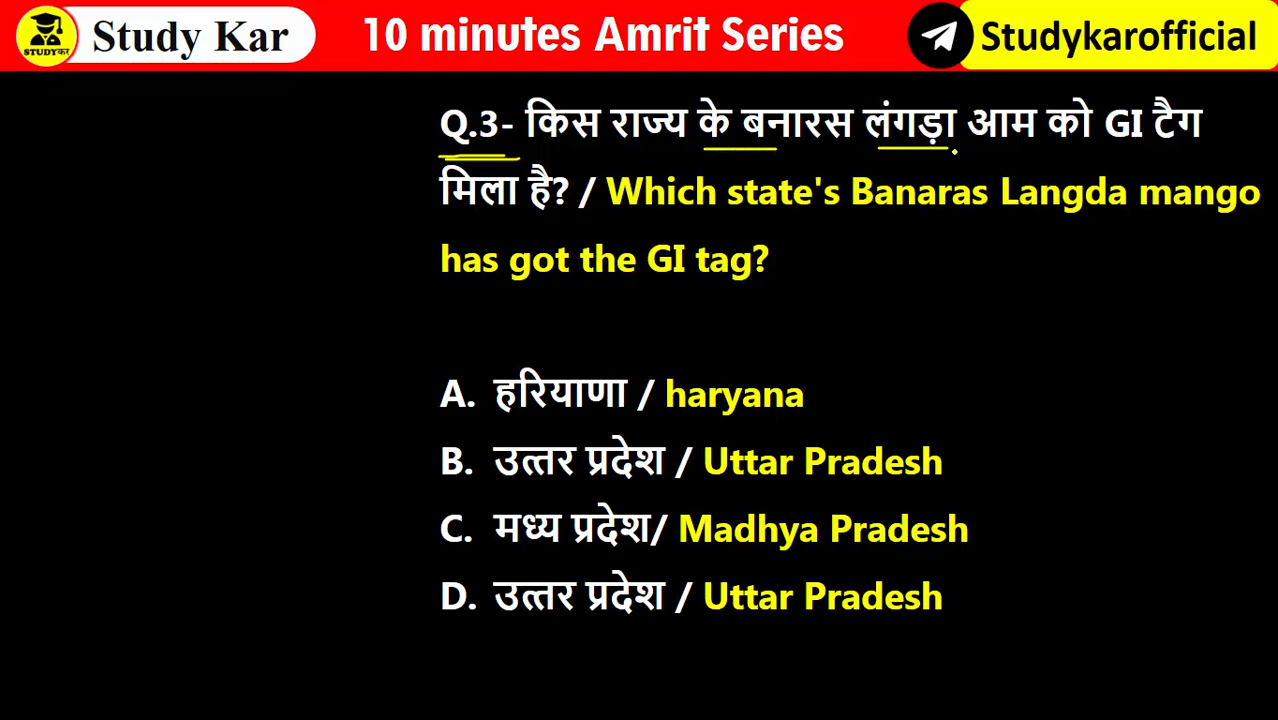 STUDYकर
Study Kar
10 minutes Amrit Series
Studykarofficial
Q.3- किस राज्य के बनारस लंगड़ा आम को GI टैग
मिला है? / Which state's Banaras Langda mango
has got the GI tag?
A. हरियाणा / haryana
B. उत्तर प्रदेश / Uttar Pradesh
C. मध्य प्रदेश/ Madhya Pradesh
D. उत्तर प्रदेश / Uttar Pradesh